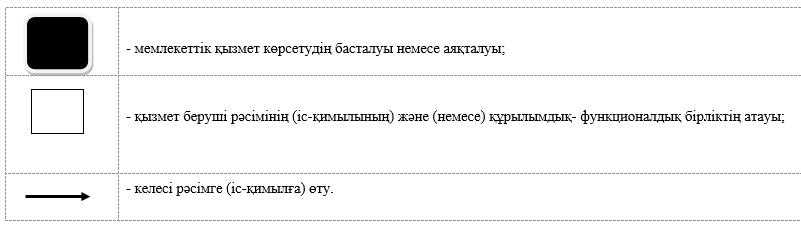 - мемлекеттік қызмет көрсетудің басталуы немесе аяқталуы;
- қызмет беруші рәсімінің (іс-қимылының) және (немесе) құрылымдық- функционалдық бірліктің атауы;
- келесі рәсімге (іс-қимылға) өту.